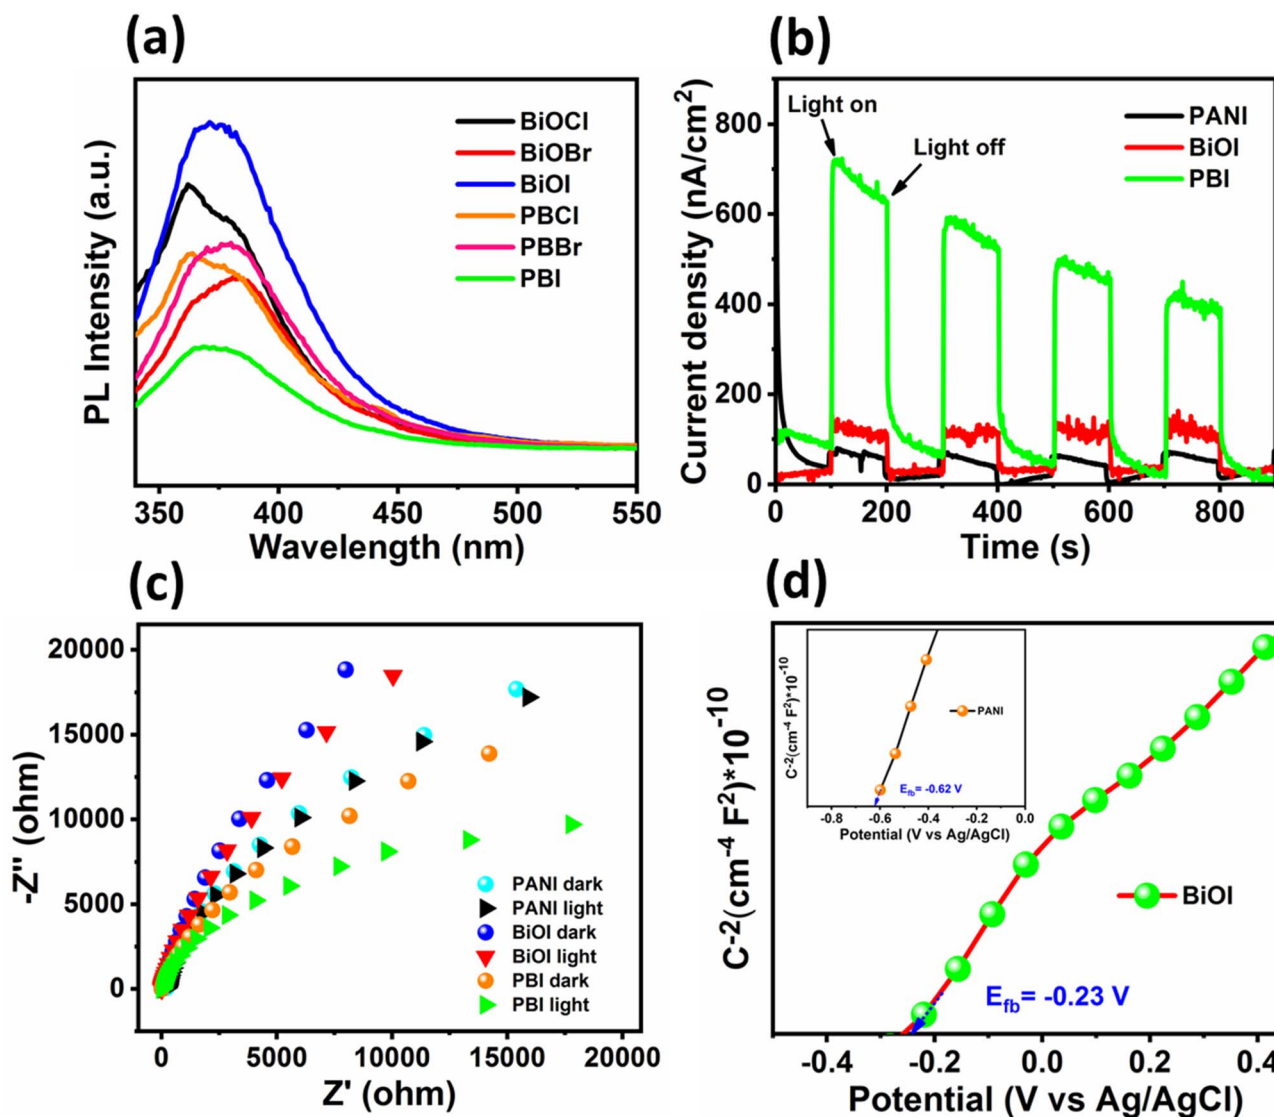 (a)
PL Intensity (a.u.)
BiOCl
BiOBr
BiOI
PBCl
PBBr
PBI
350 400 450 500 550
Wavelength (nm)
(b)
Current density (nA/cm²)
800
600
400
200
0
Light on
Light off
PANI
BiOI
PBI
0 200 400 600 800
Time (s)
(c)
-Z'' (ohm)
20000
15000
10000
5000
0
PANI dark
PANI light
BiOI dark
BiOI light
PBI dark
PBI light
0 5000 10000 15000 20000
Z' (ohm)
(d)
C⁻²(cm⁻⁴ F²)*10⁻¹⁰
C⁻²(cm⁻⁴ F²)*10⁻¹⁰
PANI
E_fb= -0.62 V
-0.8 -0.6 -0.4 -0.2 0.0
Potential (V vs Ag/AgCl)
BiOI
E_fb= -0.23 V
-0.4 -0.2 0.0 0.2 0.4
Potential (V vs Ag/AgCl)